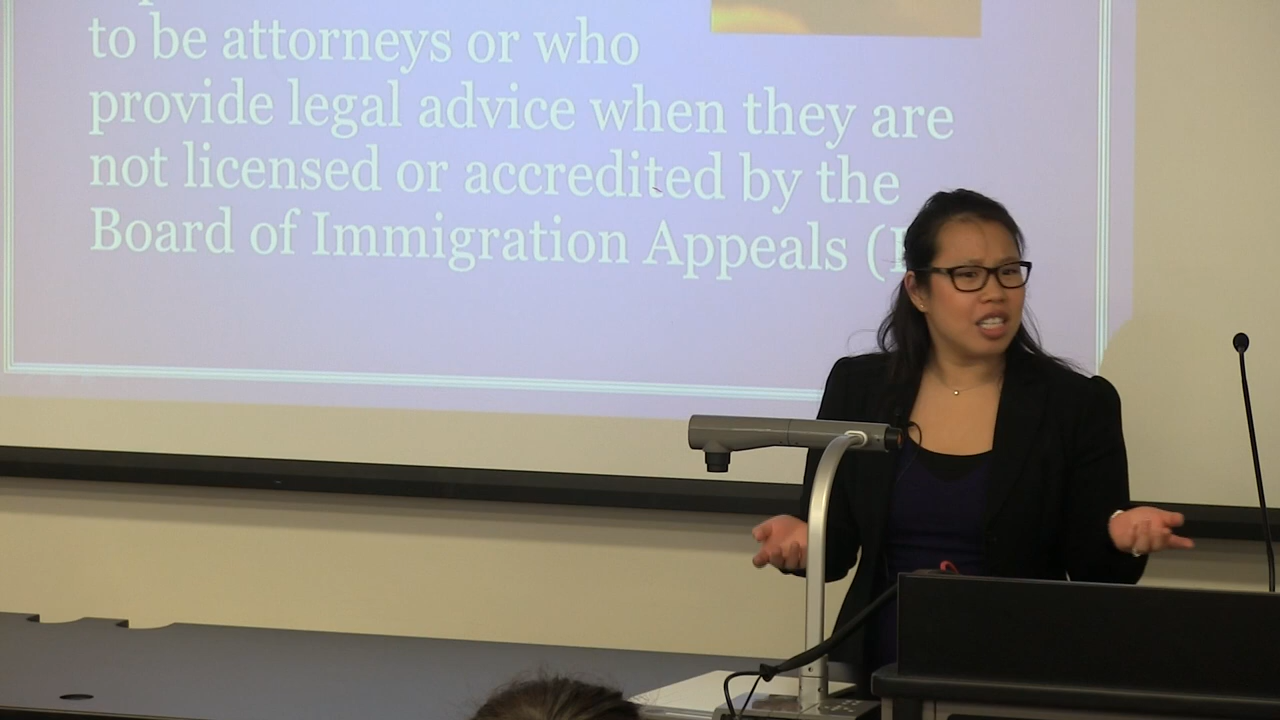 to be attorneys or who
provide legal advice when they are
not licensed or accredited by the
Board of Immigration Appeals (